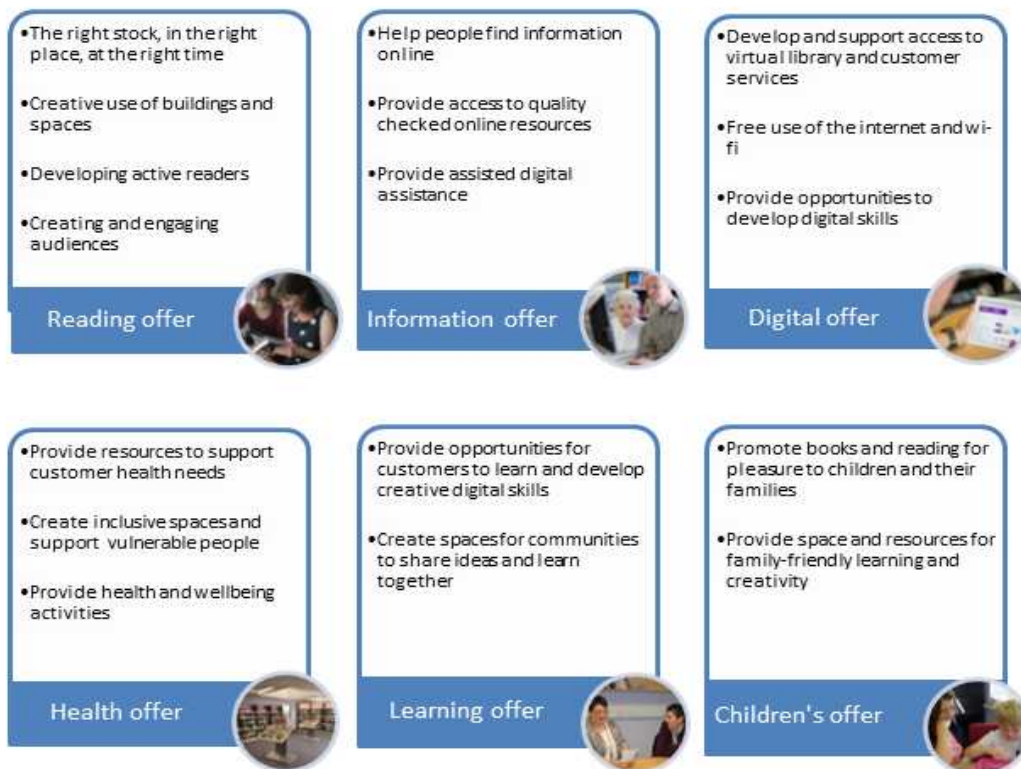 •The right stock, in the right
place, at the right time
•Creative use of buildings and
spaces
•Developing active readers
•Creating and engaging
audiences
Reading offer
•Help people find information
online
•Provide access to quality
checked online resources
•Provide assisted digital
assistance
Information offer
•Develop and support access to
virtual library and customer
services
•Free use of the internet and wi-
fi
•Provide opportunities to
develop digital skills
Digital offer
•Provide resources to support
customer health needs
•Create inclusive spaces and
support vulnerable people
•Provide health and wellbeing
activities
Health offer
•Provide opportunities for
customers to learn and develop
creative digital skills
•Create spaces for communities
to share ideas and learn
together
Learning offer
•Promote books and reading for
pleasure to children and their
families
•Provide space and resources for
family-friendly learning and
creativity
Children's offer